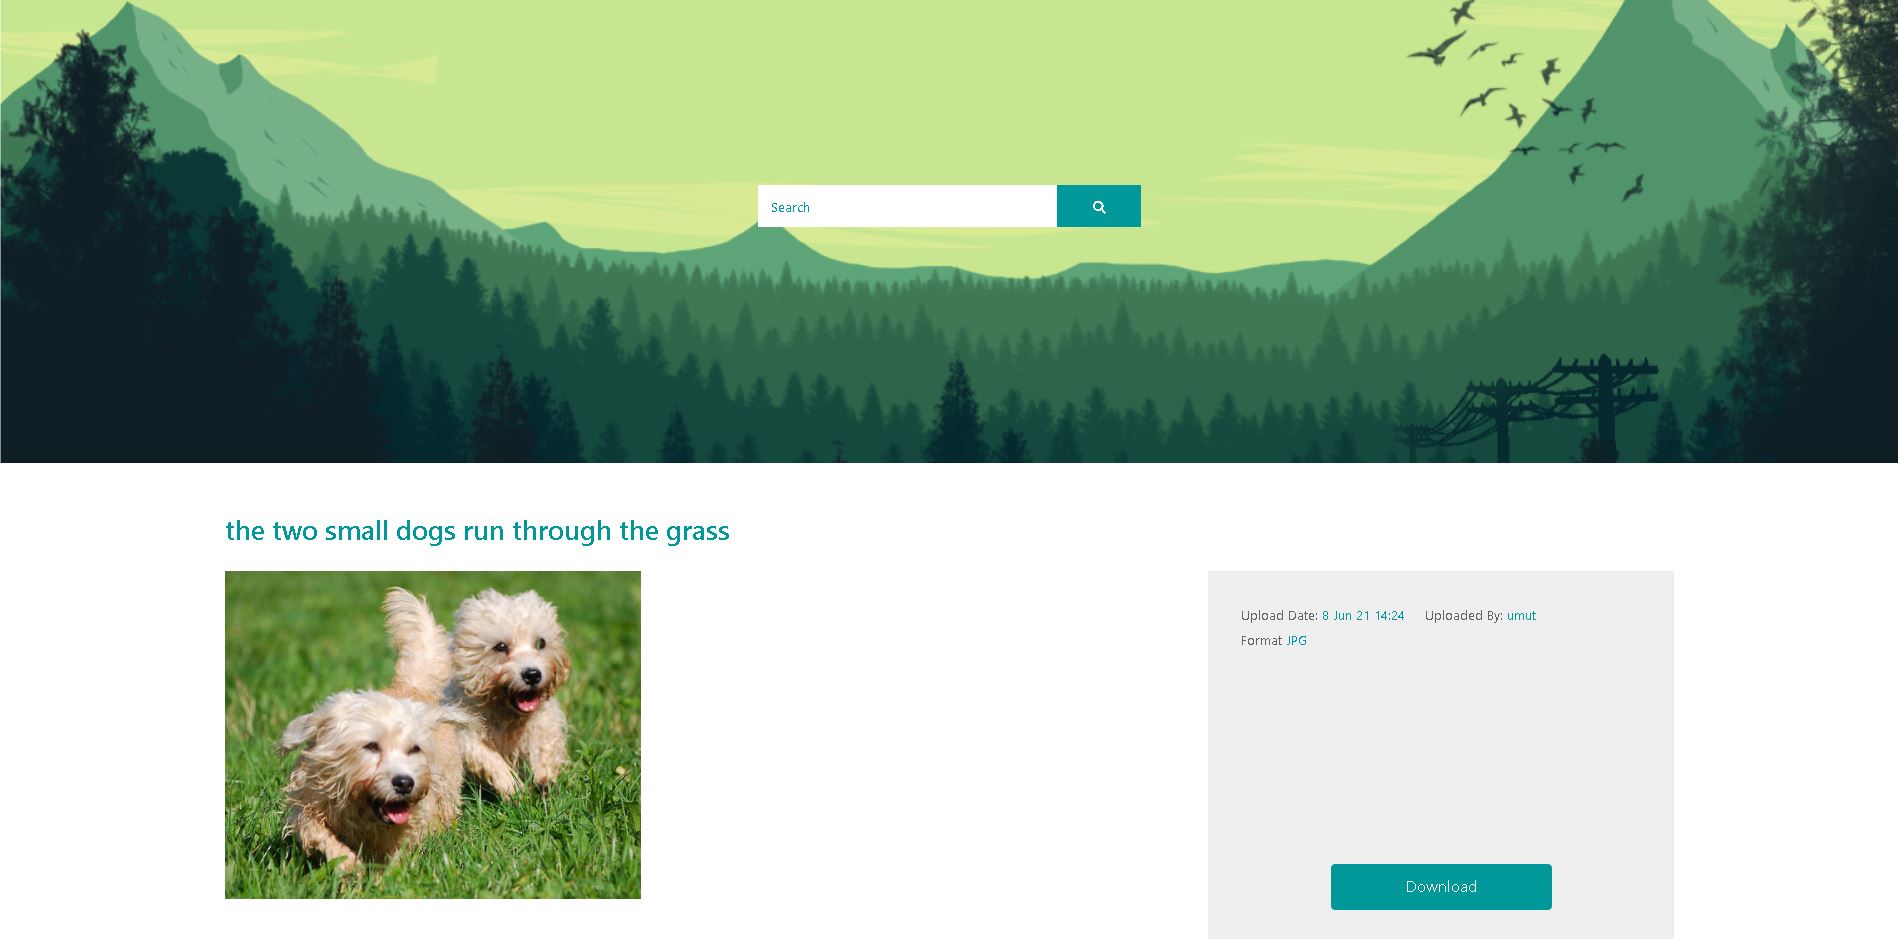 Search
the two small dogs run through the grass
Upload Date: 8 Jun 21 14:24 Uploaded By: umut
Format JPG
Download